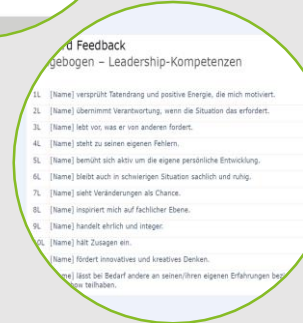 d Feedback
gebogen – Leadership-Kompetenzen
1L [Name] versprüht Tatendrang und positive Energie, die mich motiviert.
2L [Name] übernimmt Verantwortung, wenn die Situation das erfordert.
3L [Name] lebt vor, was er von anderen fordert.
4L [Name] steht zu seinen eigenen Fehlern.
5L [Name] bemüht sich aktiv um die eigene persönliche Entwicklung.
6L [Name] bleibt auch in schwierigen Situation sachlich und ruhig.
7L [Name] sieht Veränderungen als Chance.
8L [Name] inspiriert mich auf fachlicher Ebene.
9L [Name] handelt ehrlich und integer.
0L [Name] hält Zusagen ein.
[Name] fördert innovatives und kreatives Denken.
me] lässt bei Bedarf andere an seinen/ihren eigenen Erfahrungen
ow teilhaben.